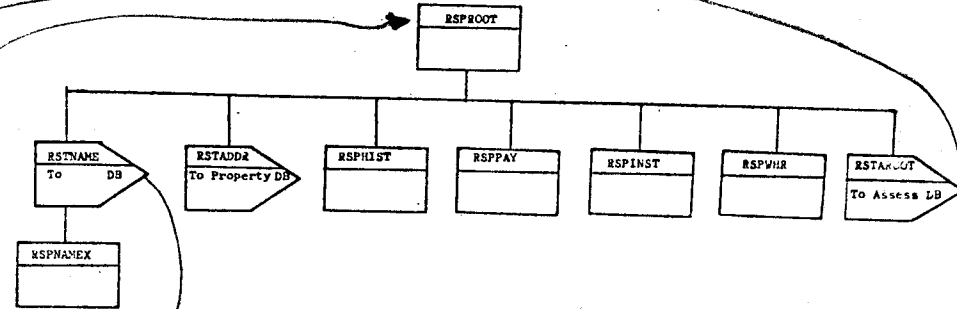 RSPROOT
RSTNAME
To DB
RSTADDR
To Property DB
RSPHIST
RSPPAY
RSPINST
RSPWHR
To Assess DB
RSPNAMEX